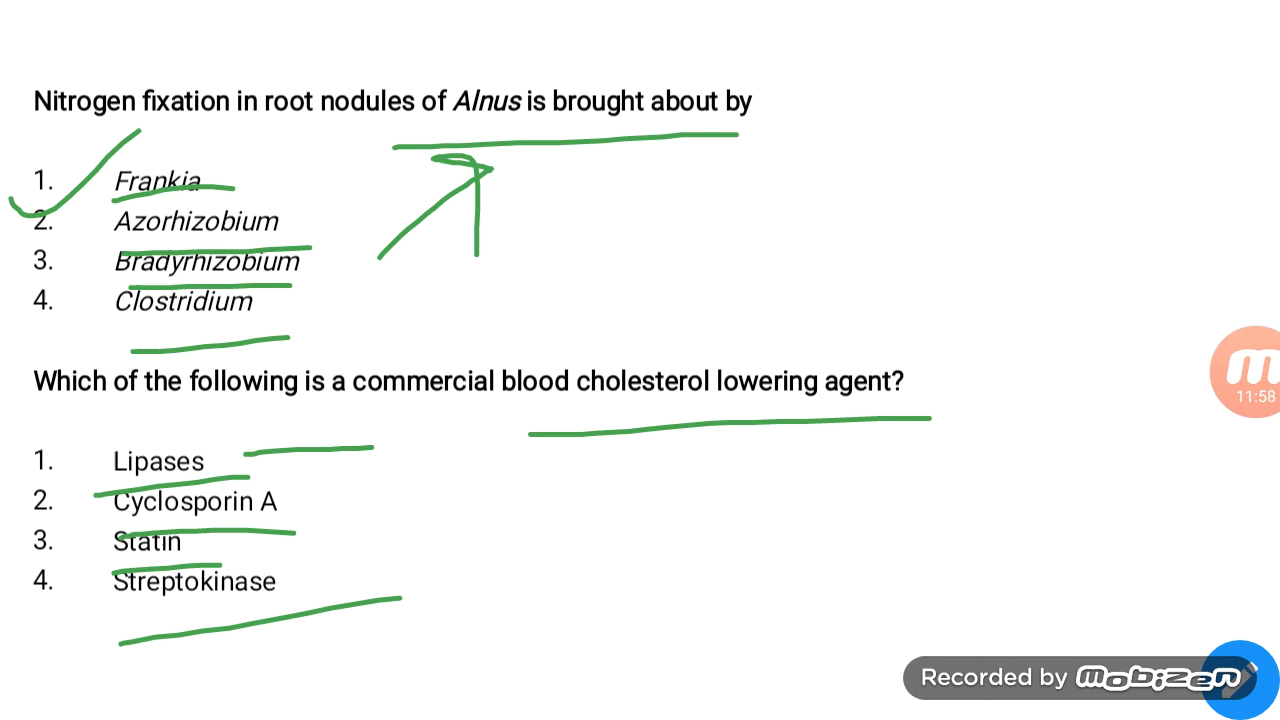 Nitrogen fixation in root nodules of Alnus is brought about by
1. Frankia
2. Azorhizobium
3. Bradyrhizobium
4. Clostridium
Which of the following is a commercial blood cholesterol lowering agent?
1. Lipases
2. Cyclosporin A
3. Statin
4. Streptokinase
11:58
Recorded by mobizen